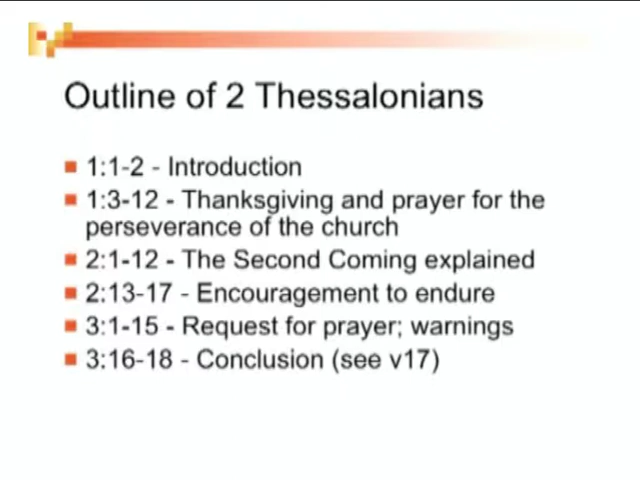 Outline of 2 Thessalonians
1:1-2 - Introduction
1:3-12 - Thanksgiving and prayer for the
perseverance of the church
2:1-12 - The Second Coming explained
2:13-17 - Encouragement to endure
3:1-15 - Request for prayer; warnings
3:16-18 - Conclusion (see v17)